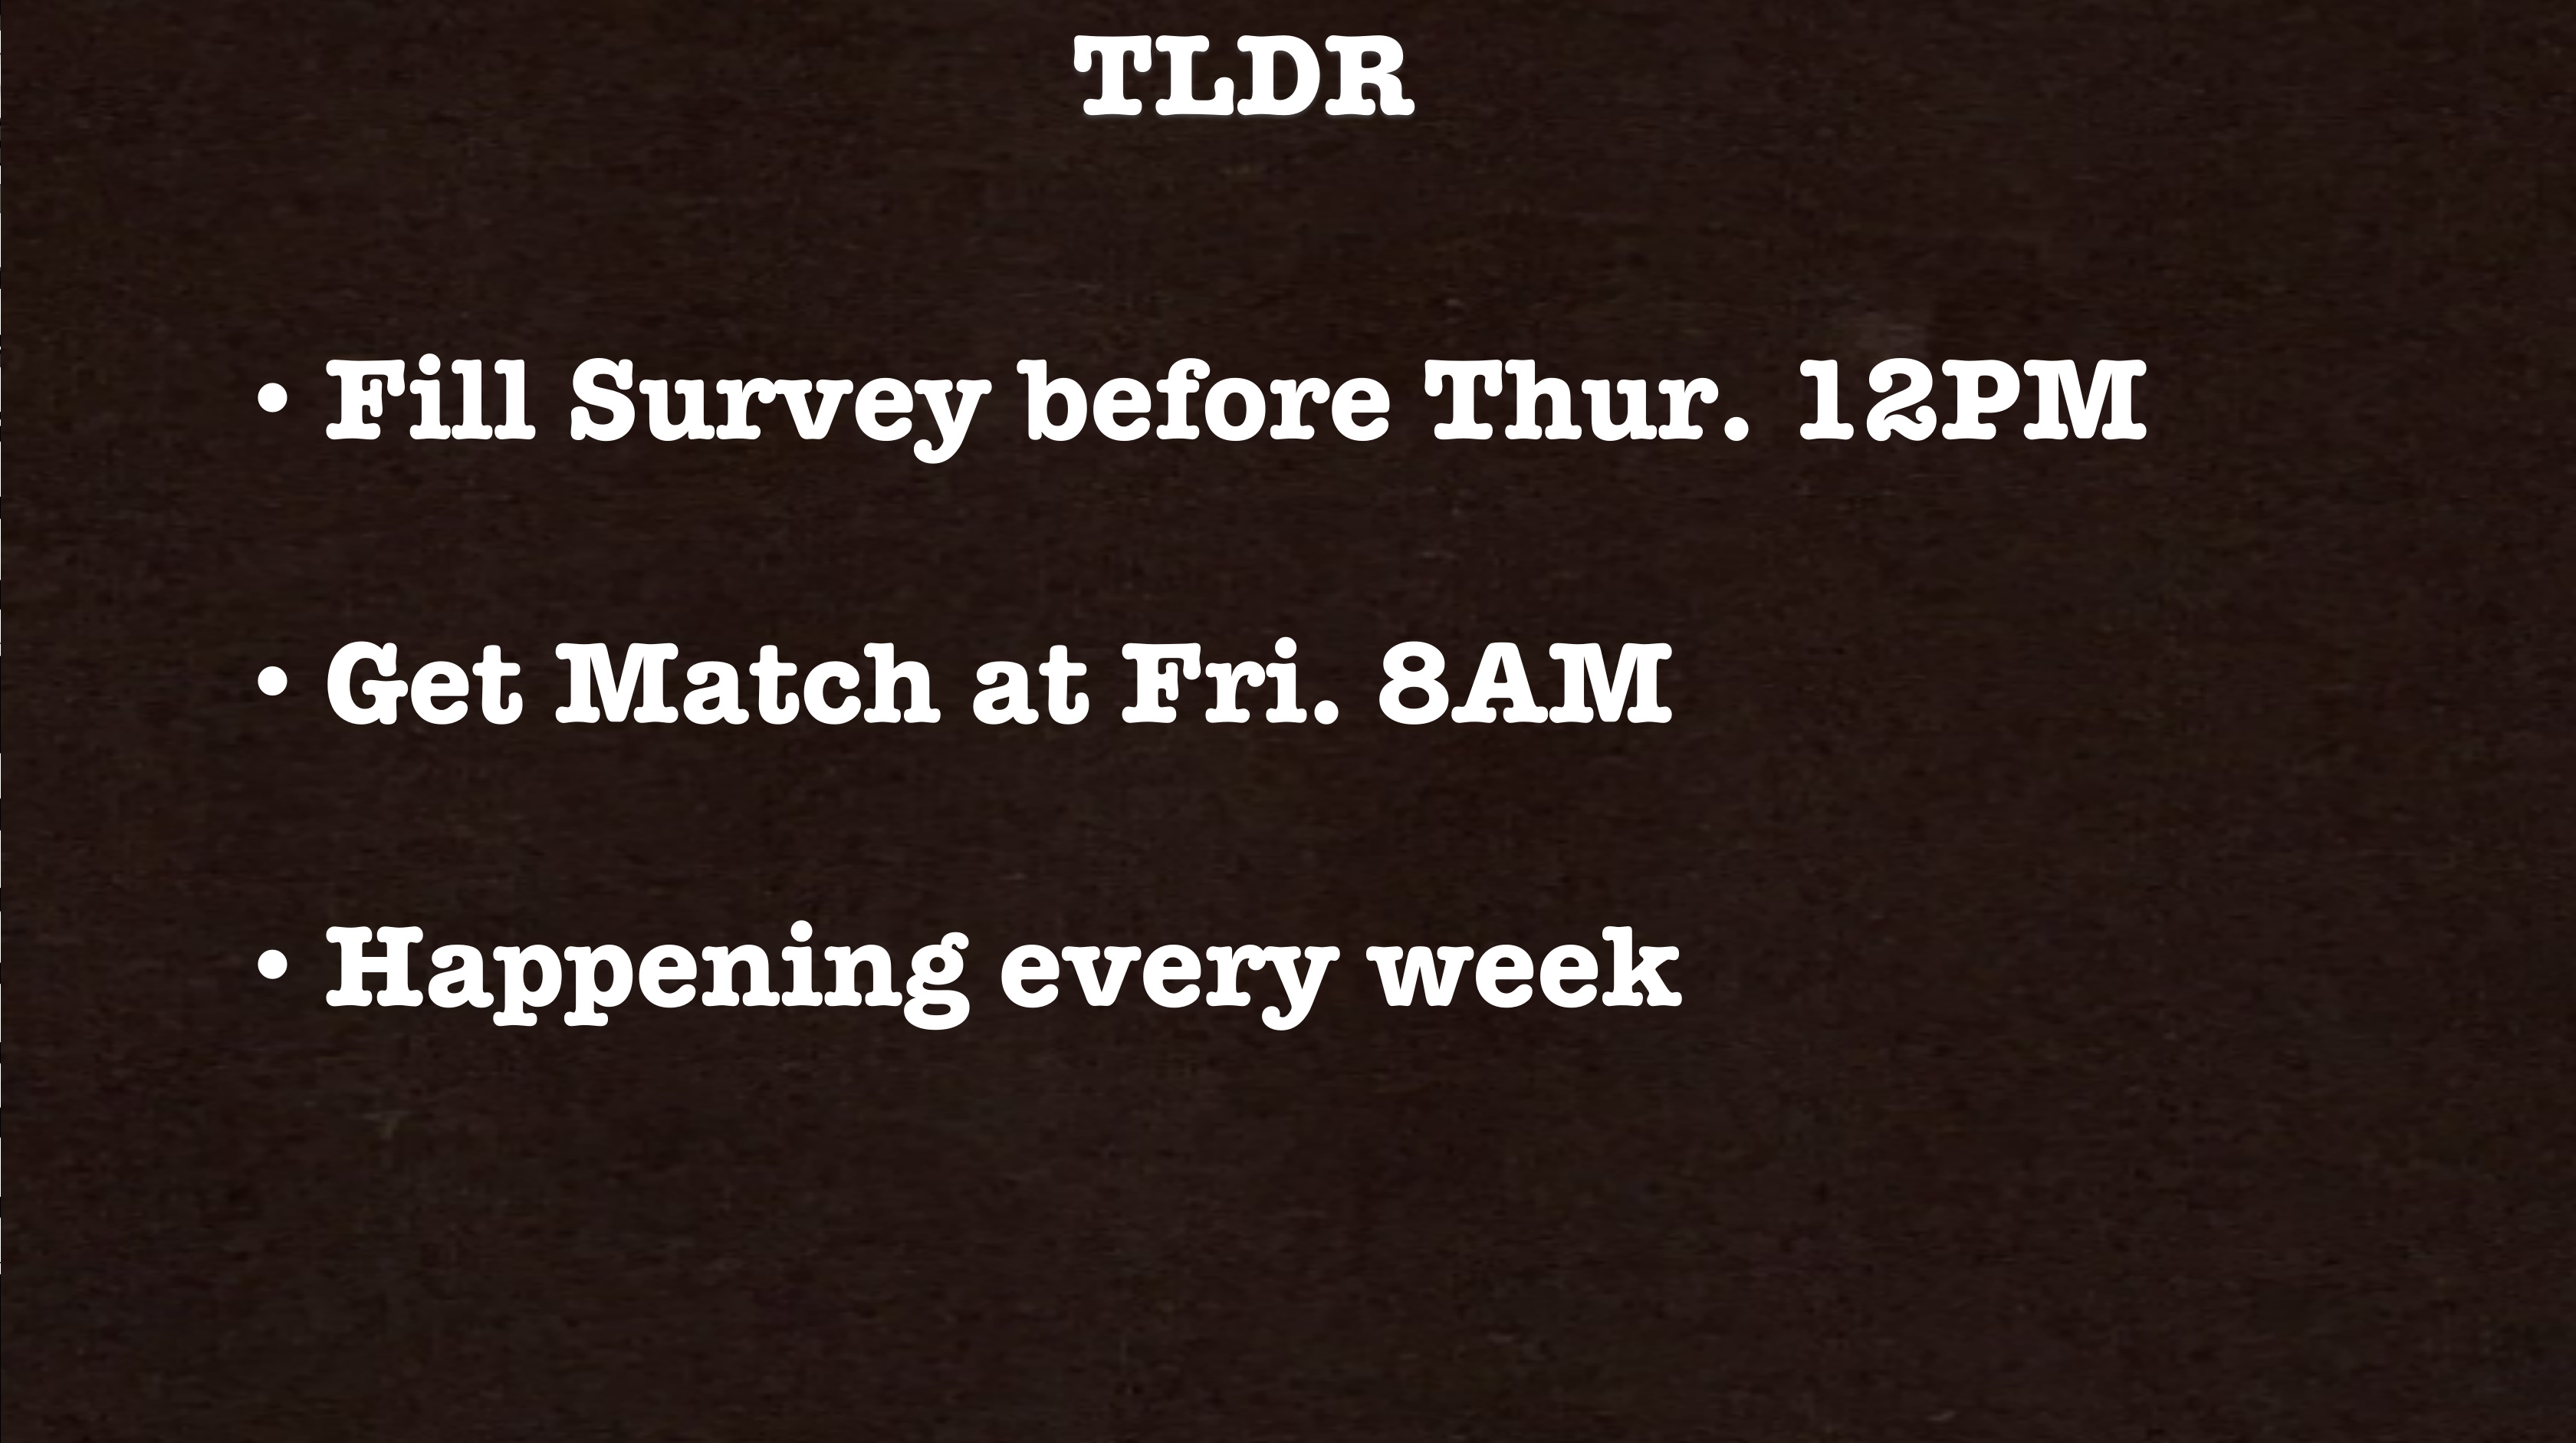 TLDR
• Fill Survey before Thur. 12PM
• Get Match at Fri. 8AM
• Happening every week